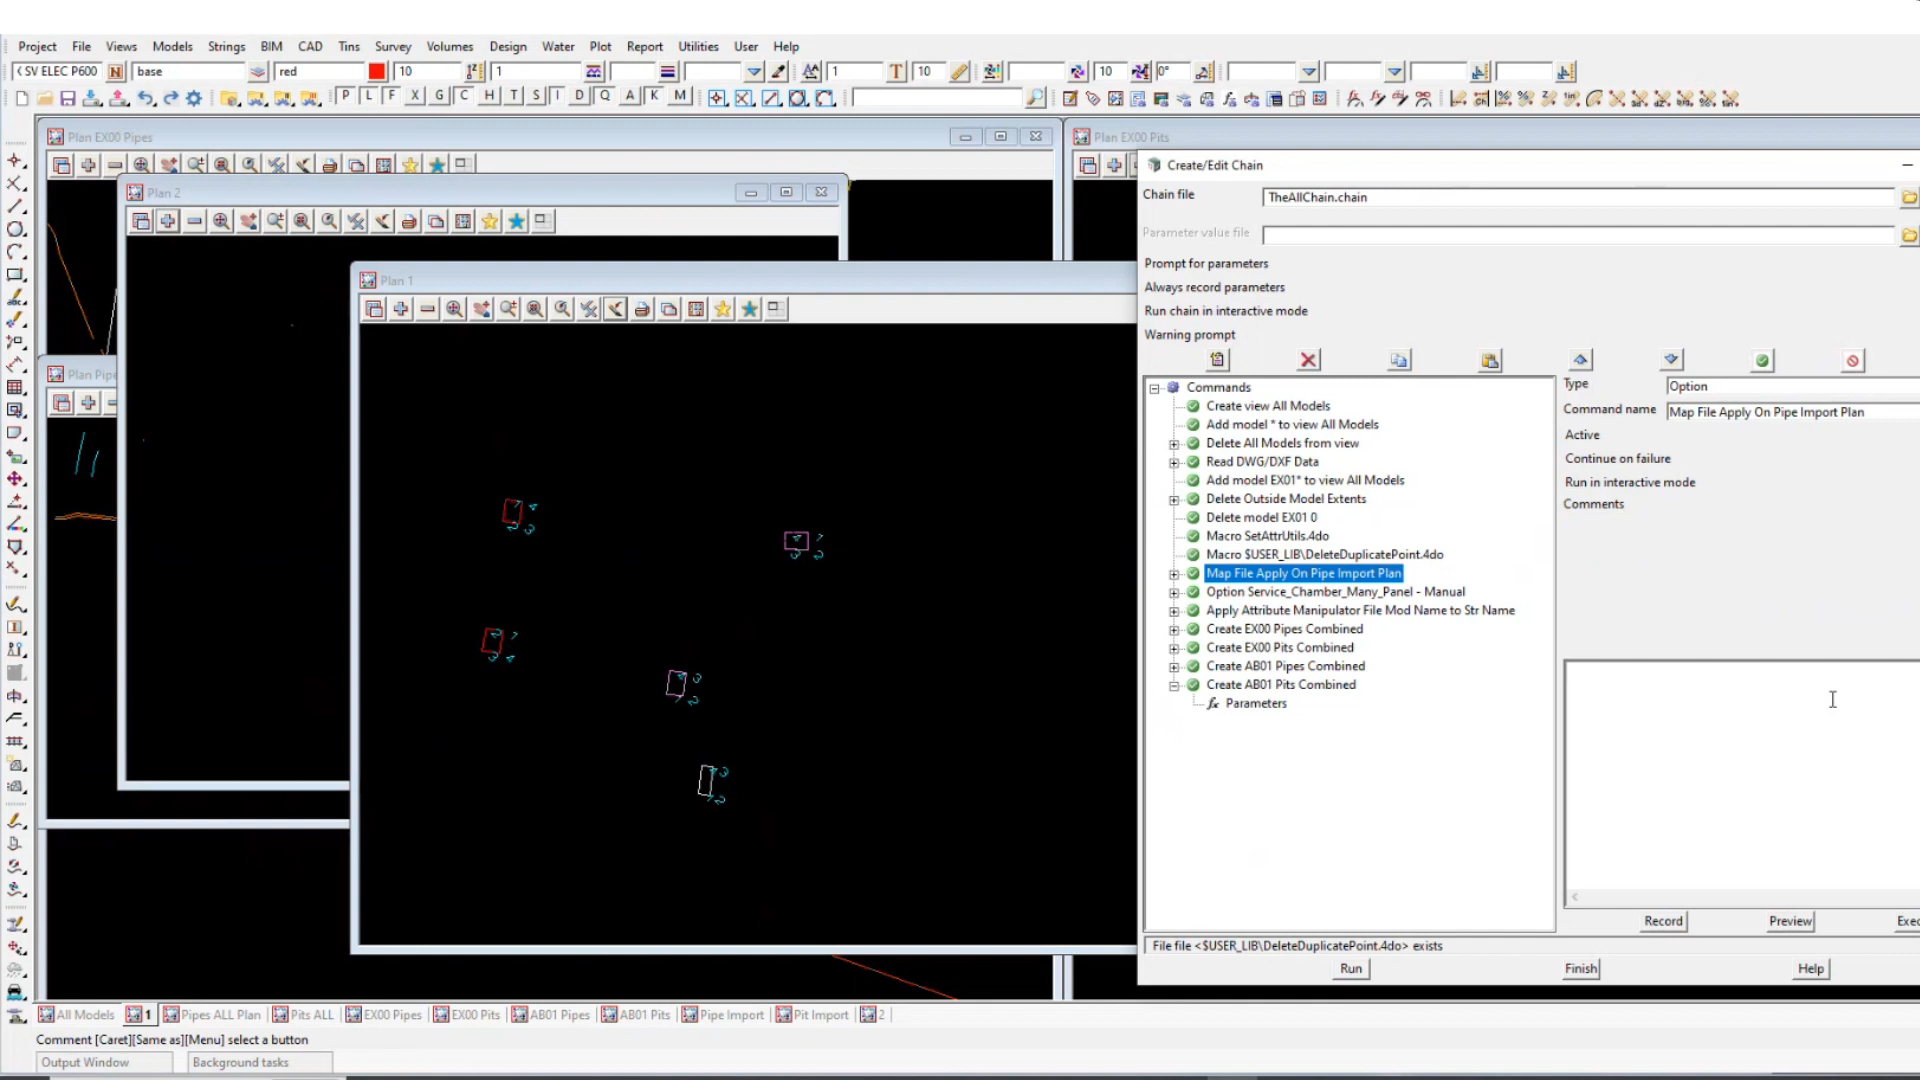 Project File Views Models Strings BIM CAD Tins Survey Volumes Design Water Plot Report Utilities User Help
SV ELEC P600 base red 10 1 1 10 10 0°
P L F X G C H T S I D Q A K M
Plan EX00 Pipes
Plan EX00 Pits
Plan 2
Plan 1
Plan Pipe
Create/Edit Chain
Chain file TheAllChain.chain
Parameter value file
Prompt for parameters
Always record parameters
Run chain in interactive mode
Warning prompt
Commands
Create view All Models
Add model * to view All Models
Delete All Models from view
Read DWG/DXF Data
Add model EX01* to view All Models
Delete Outside Model Extents
Delete model EX01 0
Macro SetAttrUtils.4do
Macro $USER_LIB\DeleteDuplicatePoint.4do
Map File Apply On Pipe Import Plan
Option Service_Chamber_Many_Panel - Manual
Apply Attribute Manipulator File Mod Name to Str Name
Create EX00 Pipes Combined
Create EX00 Pits Combined
Create AB01 Pipes Combined
Create AB01 Pits Combined
Parameters
Type Option
Command name Map File Apply On Pipe Import Plan
Active
Continue on failure
Run in interactive mode
Comments
Record Preview Exec
File file <$USER_LIB\DeleteDuplicatePoint.4do> exists
Run Finish Help
All Models 1 Pipes ALL Plan Pits ALL EX00 Pipes EX00 Pits AB01 Pipes AB01 Pits Pipe Import Pit Import 2
Comment [Caret][Same as][Menu] select a button
Output Window Background tasks